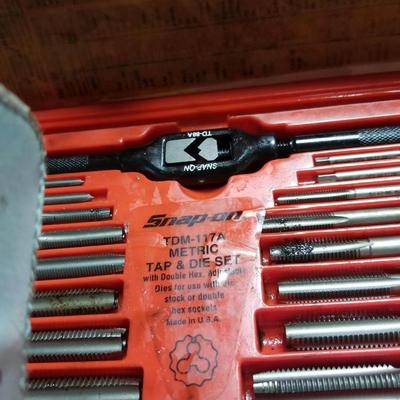 TD-88A
SNAP-ON
Snap-on
TDM-117A
METRIC
TAP & DIE SET
with Double Hex. Adjustable
Dies for use with die
stock or double
hex sockets
Made in U.S.A.